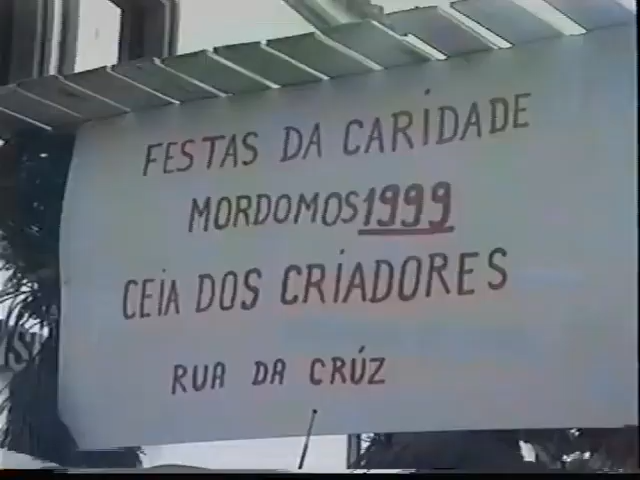 FESTAS DA CARIDADE
MORDOMOS 1999
CEIA DOS CRIADORES
RUA DA CRÚZ